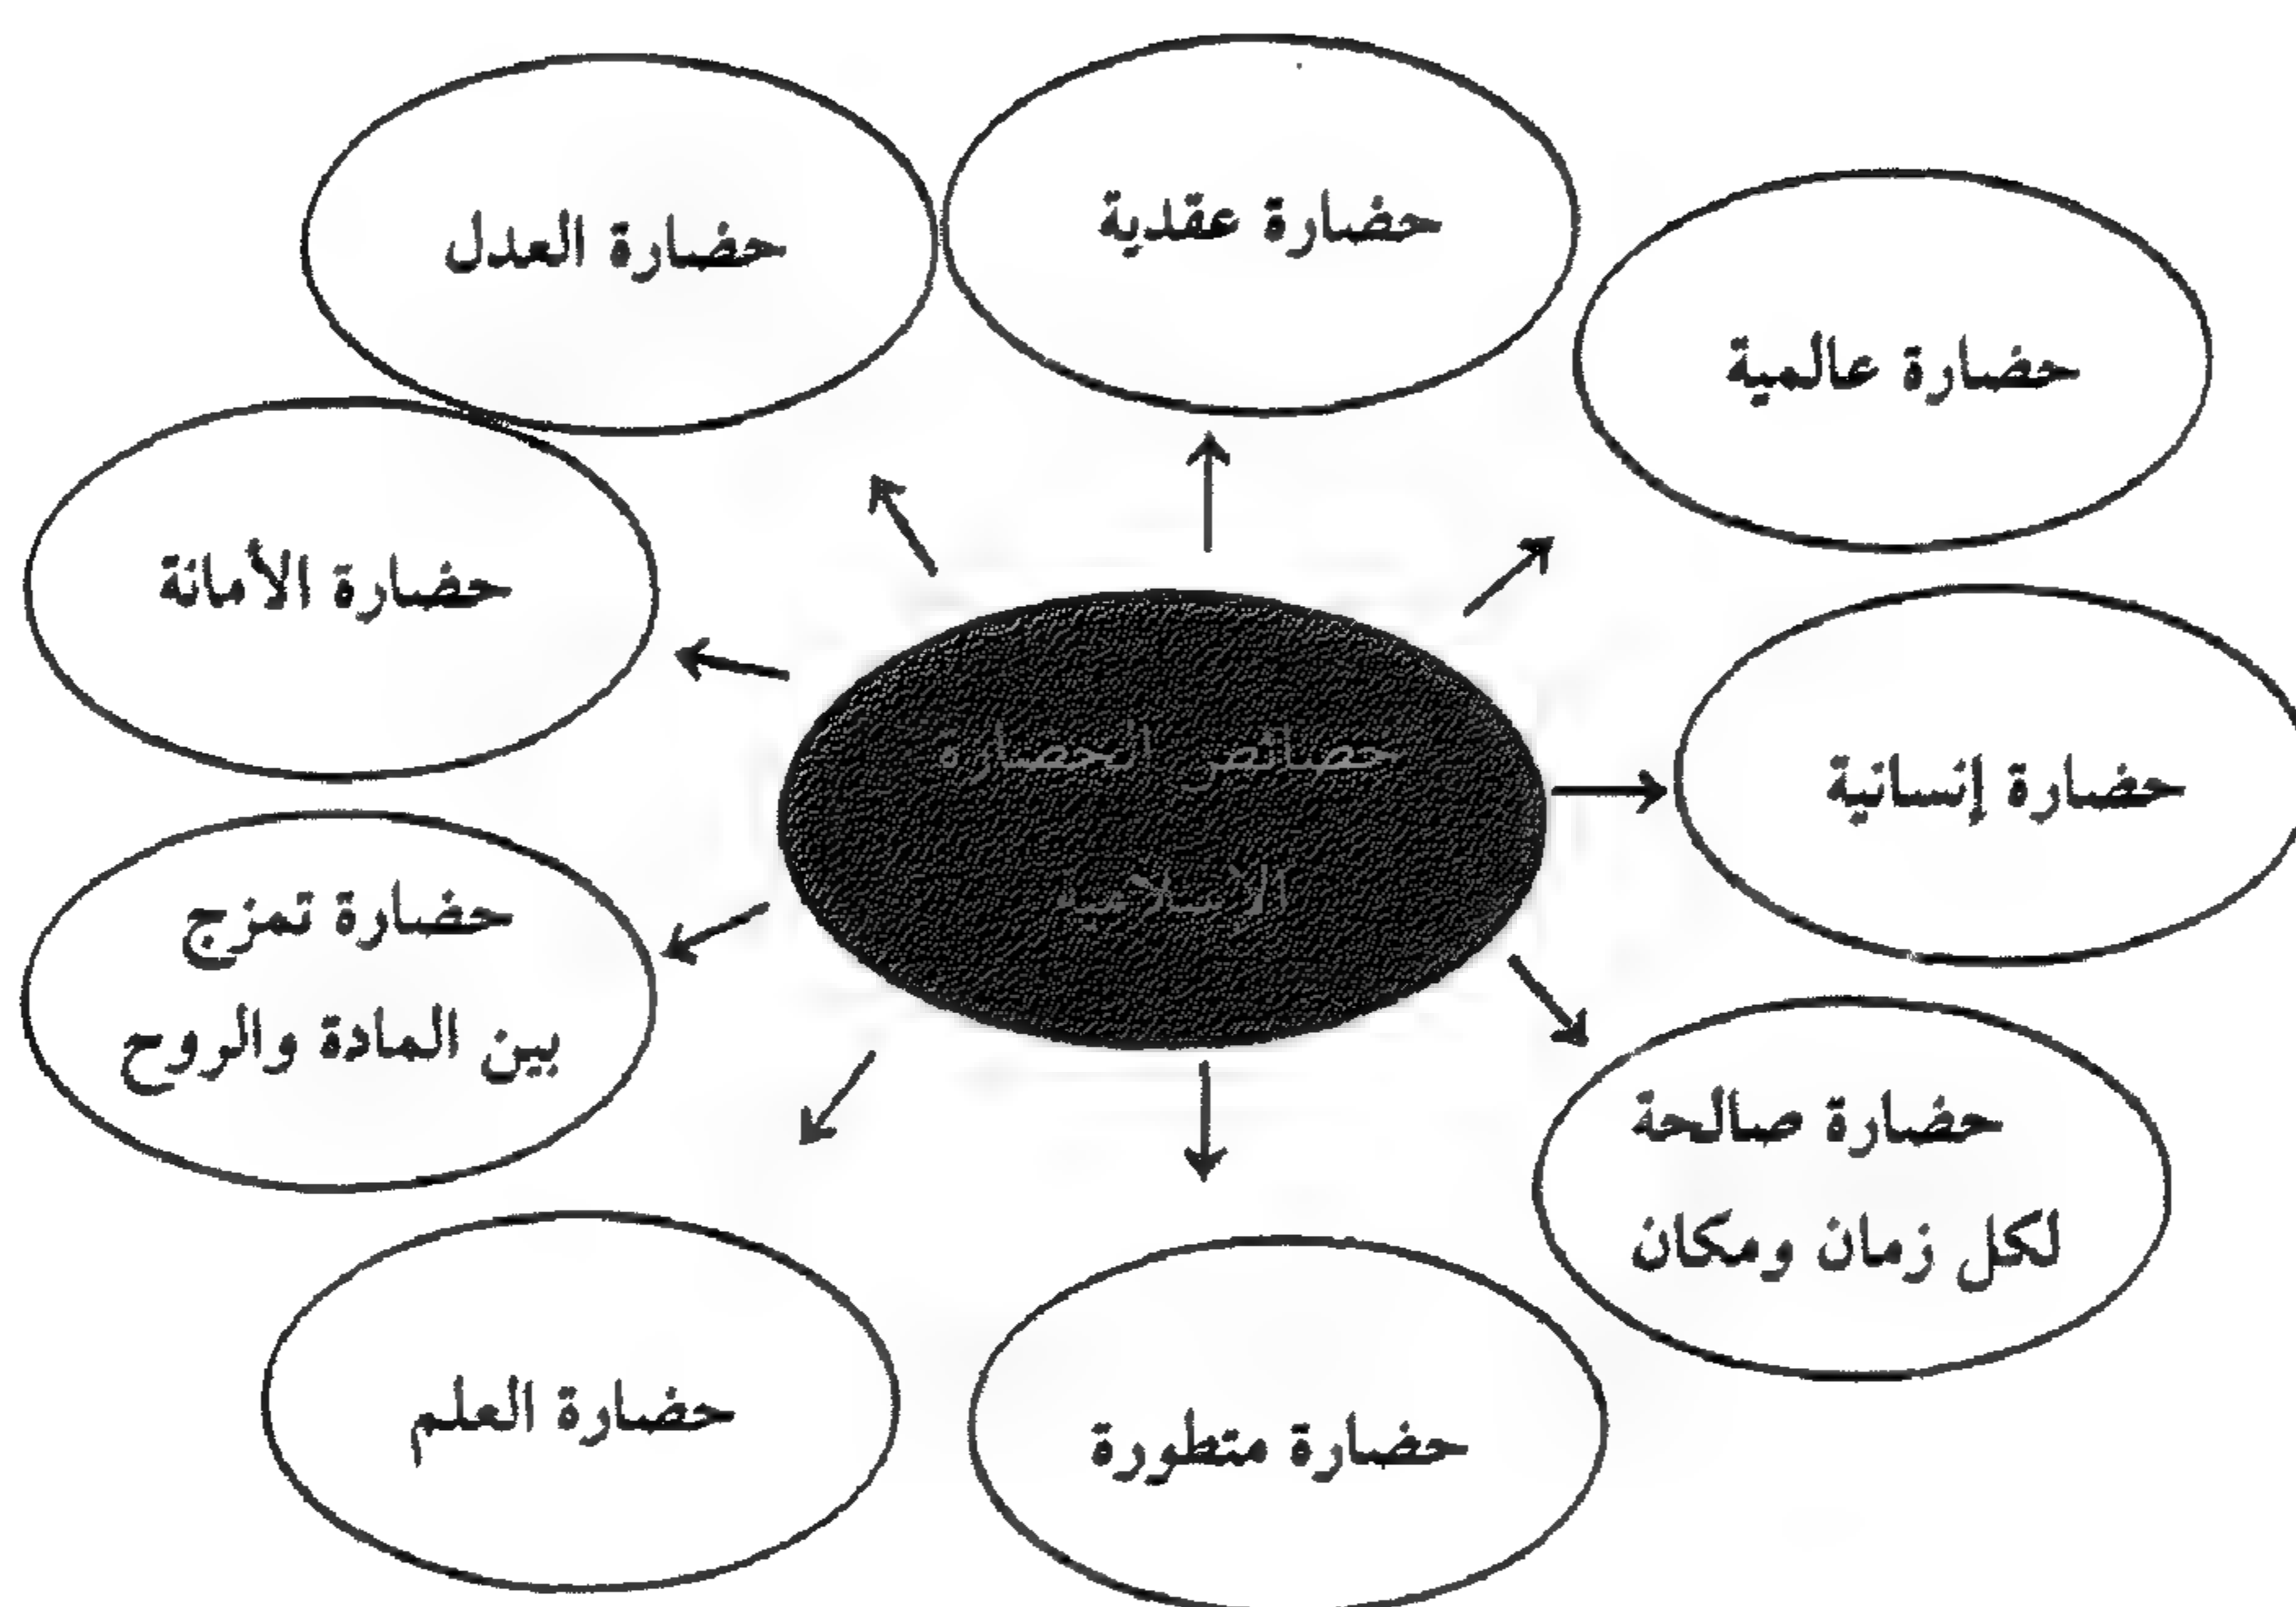 حضارة عقدية
حضارة العدل
حضارة عالمية
حضارة الأمانة
خصائص الحضارة
الإسلامية
حضارة إنسانية
حضارة تمزج
بين المادة والروح
حضارة صالحة
لكل زمان ومكان
حضارة العلم
حضارة متطورة